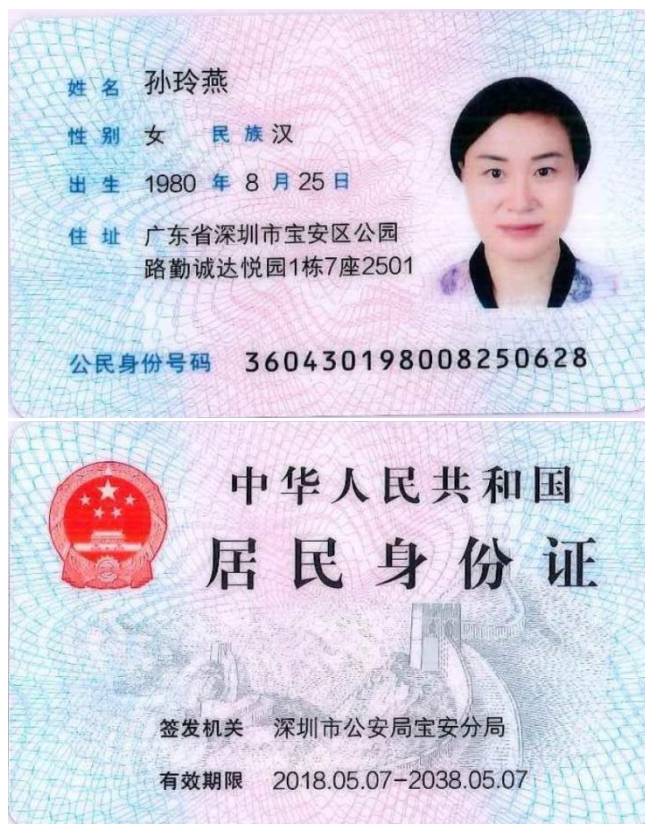 姓名 孙玲燕
性别 女 民族 汉
出生 1980 年 8 月 25 日
住址 广东省深圳市宝安区公园
路勤诚达悦园1栋7座2501
公民身份号码 360430198008250628
中华人民共和国
居民身份证
签发机关 深圳市公安局宝安分局
有效期限 2018.05.07-2038.05.07